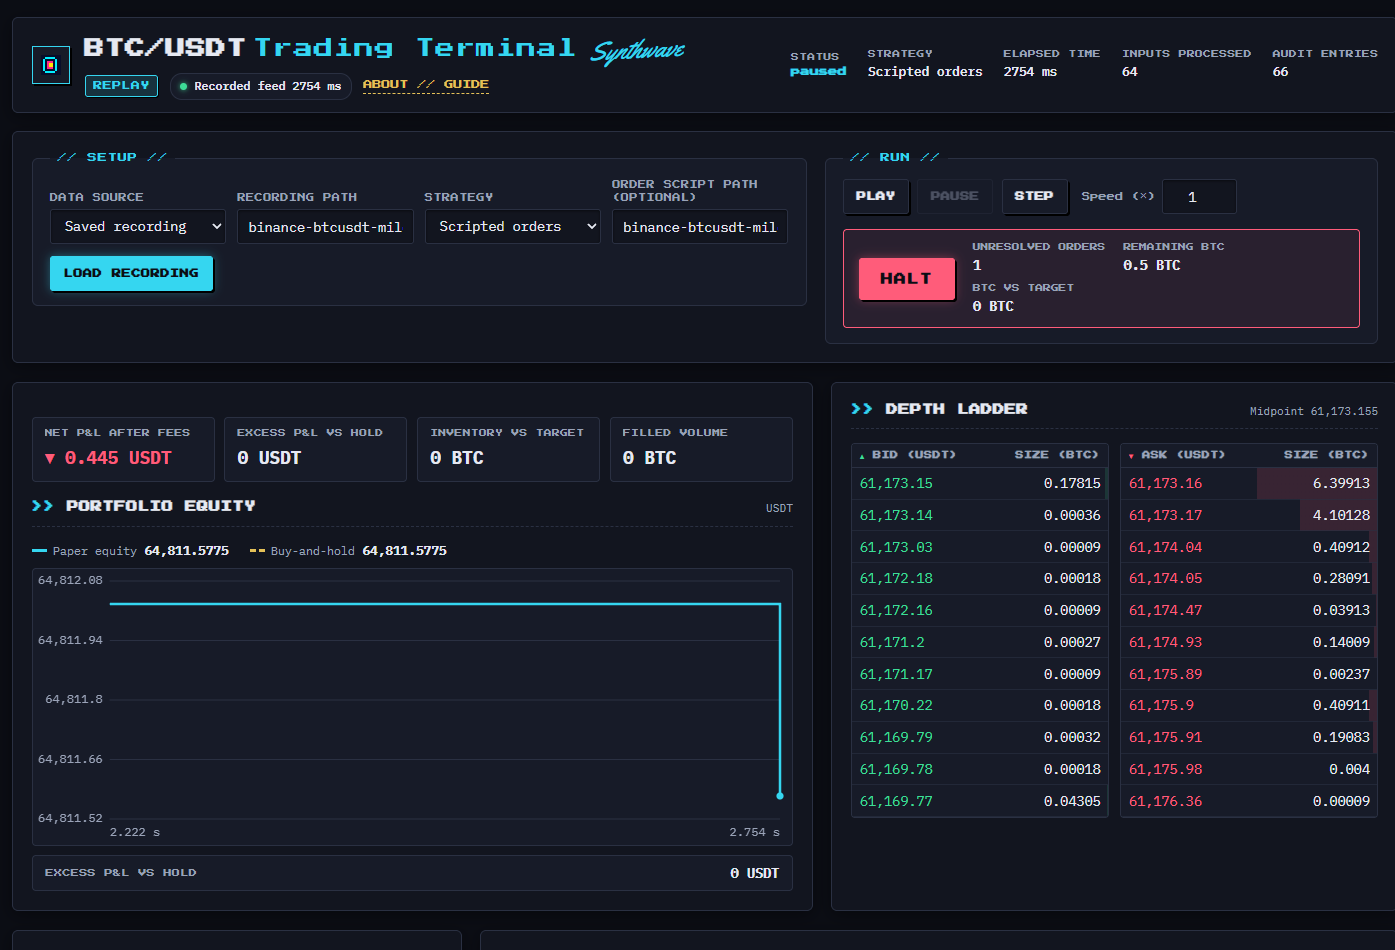 BTC/USDT Trading Terminal Synthwave
REPLAY
Recorded feed 2754 ms
ABOUT // GUIDE
STATUS
paused
STRATEGY
Scripted orders
ELAPSED TIME
2754 ms
INPUTS PROCESSED
64
AUDIT ENTRIES
66
// SETUP //
DATA SOURCE
Saved recording
RECORDING PATH
binance-btcusdt-mil
STRATEGY
Scripted orders
ORDER SCRIPT PATH
(OPTIONAL)
binance-btcusdt-mil
LOAD RECORDING
// RUN //
PLAY
PAUSE
STEP
Speed (×)
1
HALT
UNRESOLVED ORDERS
1
REMAINING BTC
0.5 BTC
BTC VS TARGET
0 BTC
NET P&L AFTER FEES
▼ 0.445 USDT
EXCESS P&L VS HOLD
0 USDT
INVENTORY VS TARGET
0 BTC
FILLED VOLUME
0 BTC
>> PORTFOLIO EQUITY
USDT
Paper equity 64,811.5775
Buy-and-hold 64,811.5775
64,812.08
64,811.94
64,811.8
64,811.66
64,811.52
2.222 s
2.754 s
EXCESS P&L VS HOLD
0 USDT
>> DEPTH LADDER
Midpoint 61,173.155
▲ BID (USDT) SIZE (BTC)
61,173.15 0.17815
61,173.14 0.00036
61,173.03 0.00009
61,172.18 0.00018
61,172.16 0.00009
61,171.2 0.00027
61,171.17 0.00009
61,170.22 0.00018
61,169.79 0.00032
61,169.78 0.00018
61,169.77 0.04305
▼ ASK (USDT) SIZE (BTC)
61,173.16 6.39913
61,173.17 4.10128
61,174.04 0.40912
61,174.05 0.28091
61,174.47 0.03913
61,174.93 0.14009
61,175.89 0.00237
61,175.9 0.40911
61,175.91 0.19083
61,175.98 0.004
61,176.36 0.00009